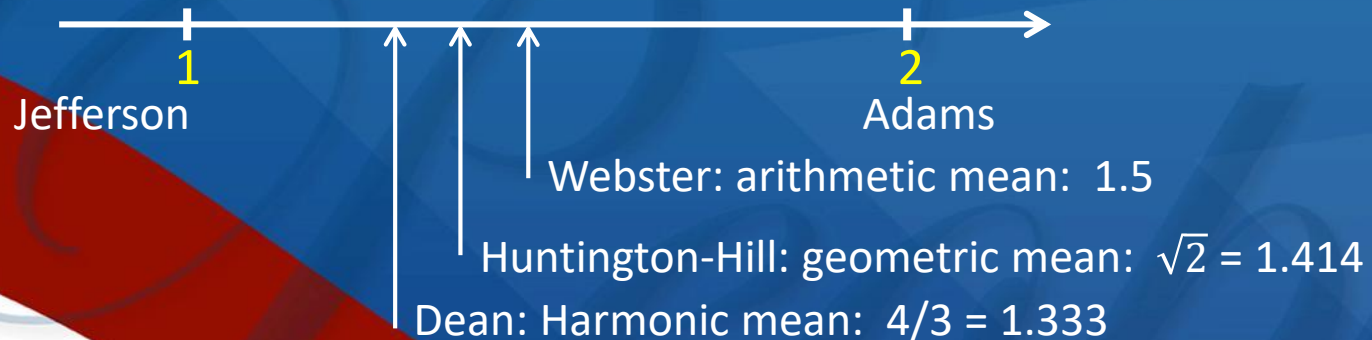 1 2
Jefferson Adams
Webster: arithmetic mean: 1.5
Huntington-Hill: geometric mean: √2 = 1.414
Dean: Harmonic mean: 4/3 = 1.333